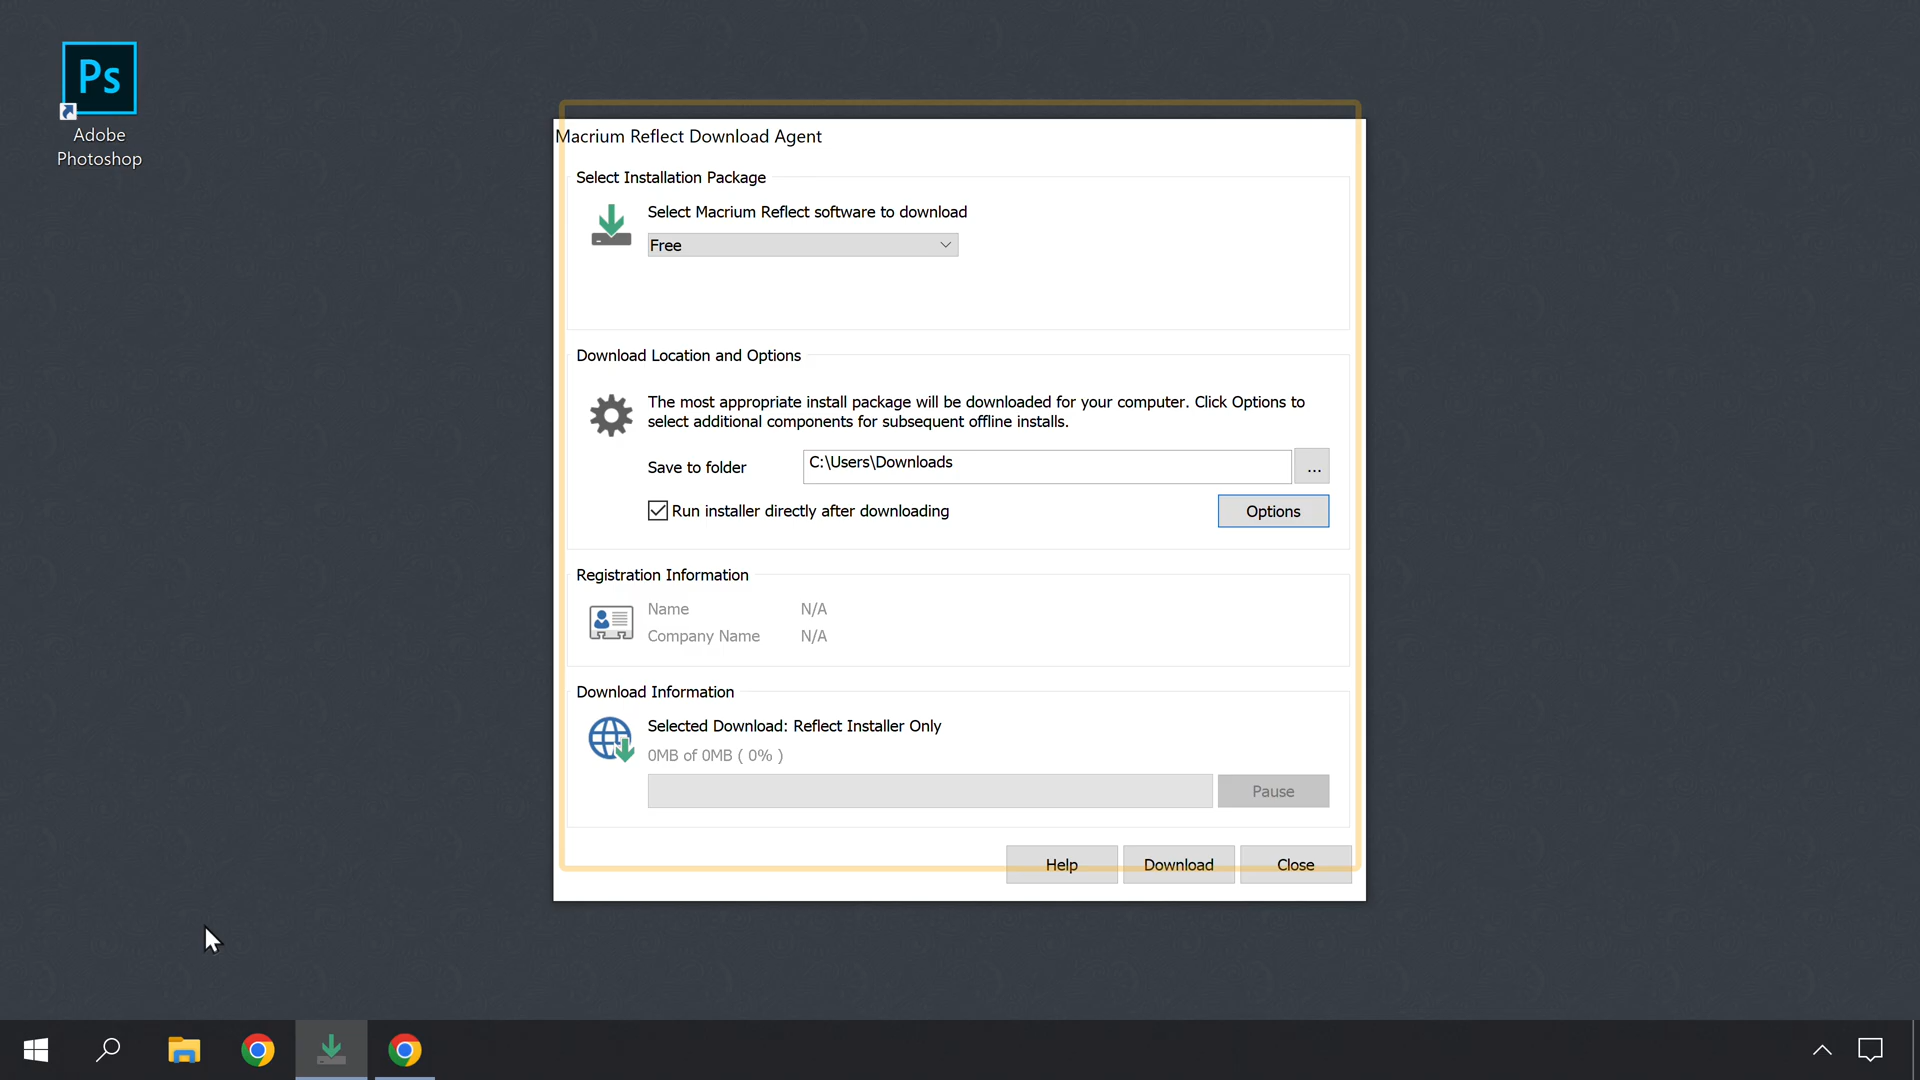 Ps
Adobe
Photoshop
Macrium Reflect Download Agent
Select Installation Package
Select Macrium Reflect software to download
Free
Download Location and Options
The most appropriate install package will be downloaded for your computer. Click Options to
select additional components for subsequent offline installs.
Save to folder C:\Users\Downloads ...
Run installer directly after downloading Options
Registration Information
Name N/A
Company Name N/A
Download Information
Selected Download: Reflect Installer Only
0MB of 0MB ( 0% )
Pause
Help Download Close